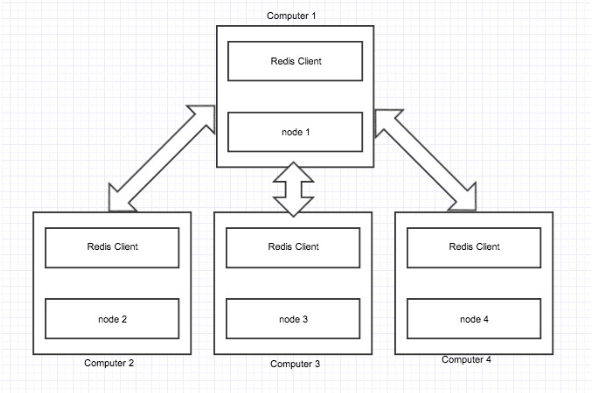 Computer 1
Redis Client
node 1
Redis Client
Redis Client
Redis Client
node 2
node 3
node 4
Computer 2
Computer 3
Computer 4